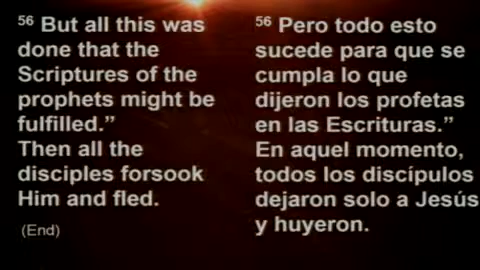 56 But all this was
done that the
Scriptures of the
prophets might be
fulfilled.”
Then all the
disciples forsook
Him and fled.
(End)
56 Pero todo esto
sucede para que se
cumpla lo que
dijeron los profetas
en las Escrituras.”
En aquel momento,
todos los discípulos
dejaron solo a Jesús
y huyeron.